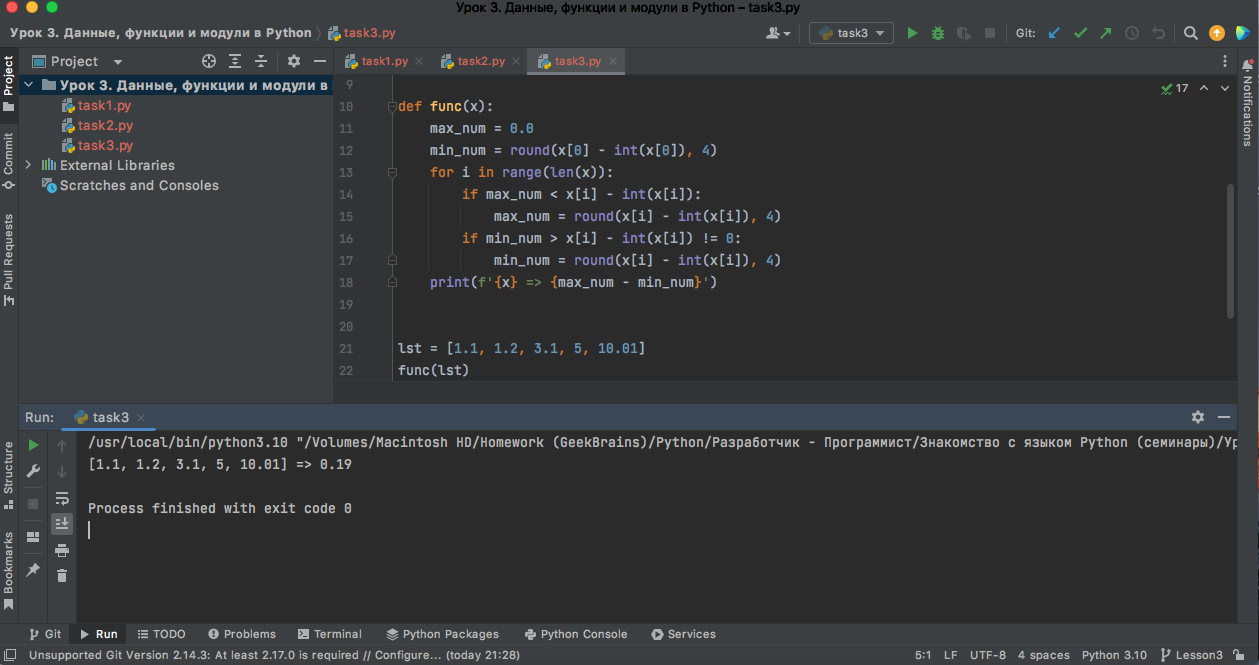 Урок 3. Данные, функции и модули в Python – task3.py
Урок 3. Данные, функции и модули в Python task3.py
task3
Git:
Project
task1.py
task2.py
task3.py
Project
Commit
Pull Requests
Structure
Bookmarks
Notifications
Урок 3. Данные, функции и модули в
task1.py
task2.py
task3.py
External Libraries
Scratches and Consoles
17
9
10 def func(x):
11 max_num = 0.0
12 min_num = round(x[0] - int(x[0]), 4)
13 for i in range(len(x)):
14 if max_num < x[i] - int(x[i]):
15 max_num = round(x[i] - int(x[i]), 4)
16 if min_num > x[i] - int(x[i]) != 0:
17 min_num = round(x[i] - int(x[i]), 4)
18 print(f'{x} => {max_num - min_num}')
19
20
21 lst = [1.1, 1.2, 3.1, 5, 10.01]
22 func(lst)
Run: task3
/usr/local/bin/python3.10 "/Volumes/Macintosh HD/Homework (GeekBrains)/Python/Разработчик - Программист/Знакомство с языком Python (семинары)/Ур
[1.1, 1.2, 3.1, 5, 10.01] => 0.19
Process finished with exit code 0
Git Run TODO Problems Terminal Python Packages Python Console Services
Unsupported Git Version 2.14.3: At least 2.17.0 is required // Configure... (today 21:28)
5:1 LF UTF-8 4 spaces Python 3.10 Lesson3